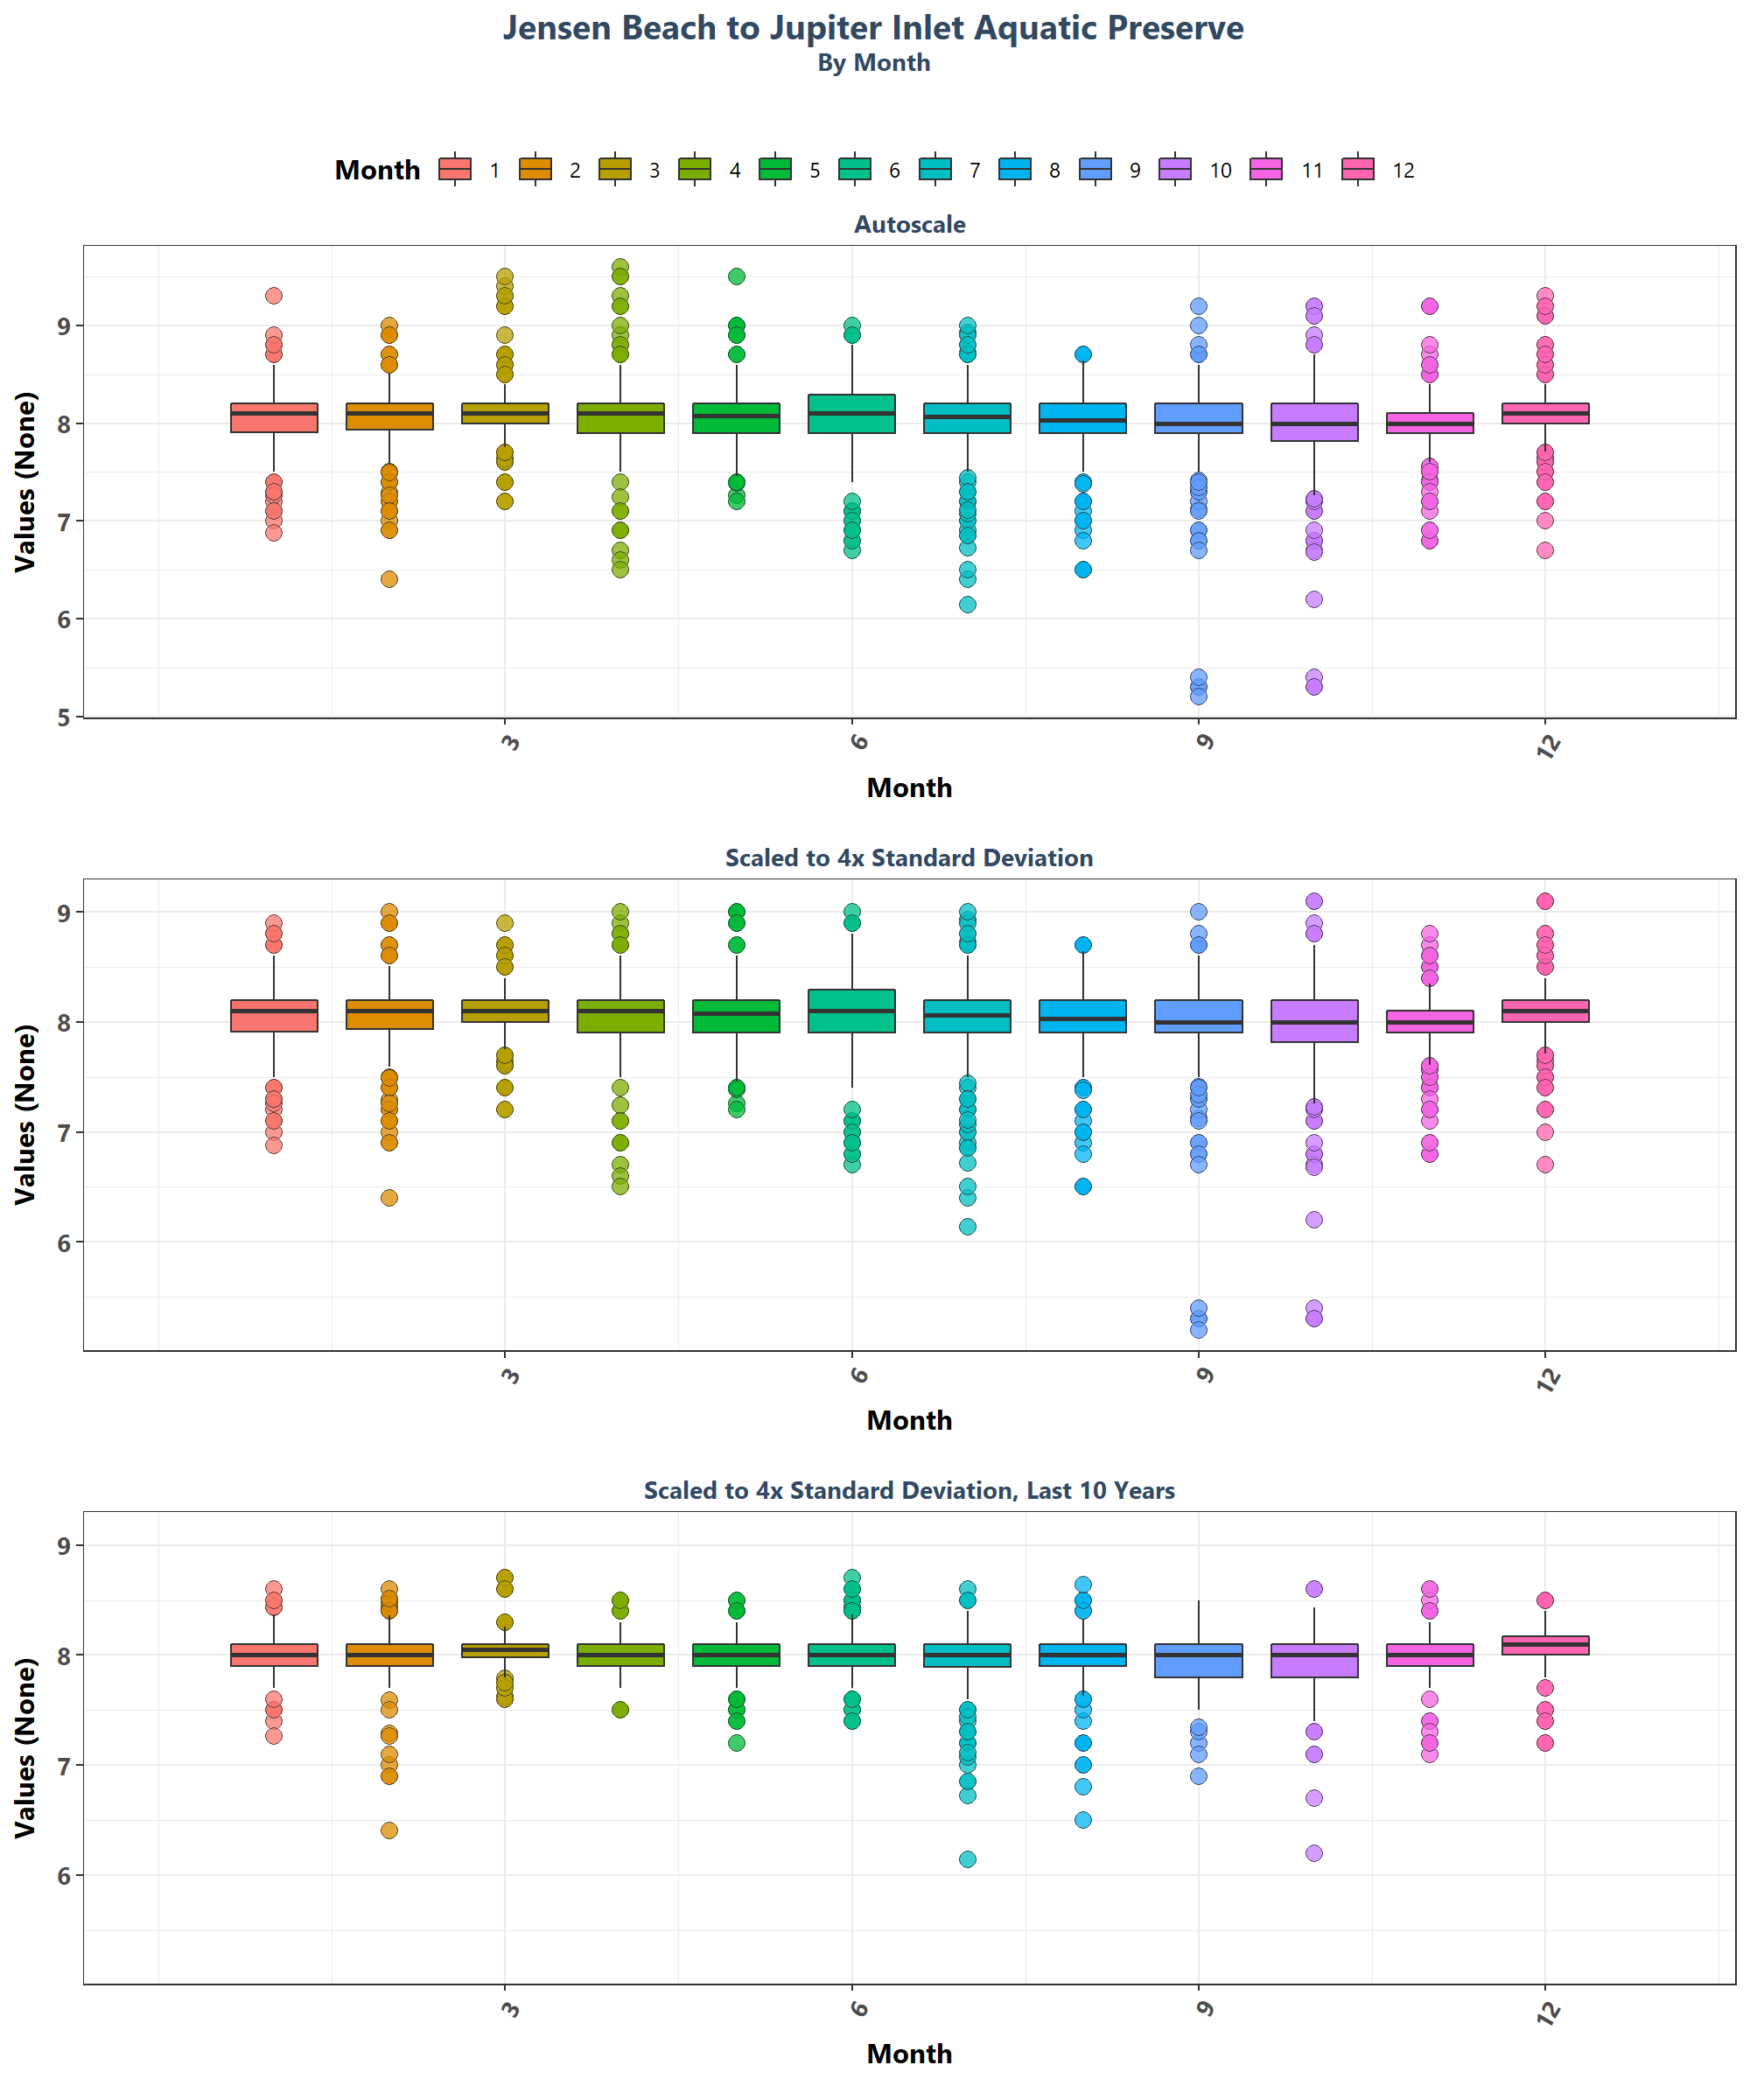 Jensen Beach to Jupiter Inlet Aquatic Preserve
By Month
Month 1 2 3 4 5 6 7 8 9 10 11 12
Autoscale
Values (None)
9
8
7
6
5
3 6 9 12
Month
Scaled to 4x Standard Deviation
Values (None)
9
8
7
6
3 6 9 12
Month
Scaled to 4x Standard Deviation, Last 10 Years
Values (None)
9
8
7
6
3 6 9 12
Month